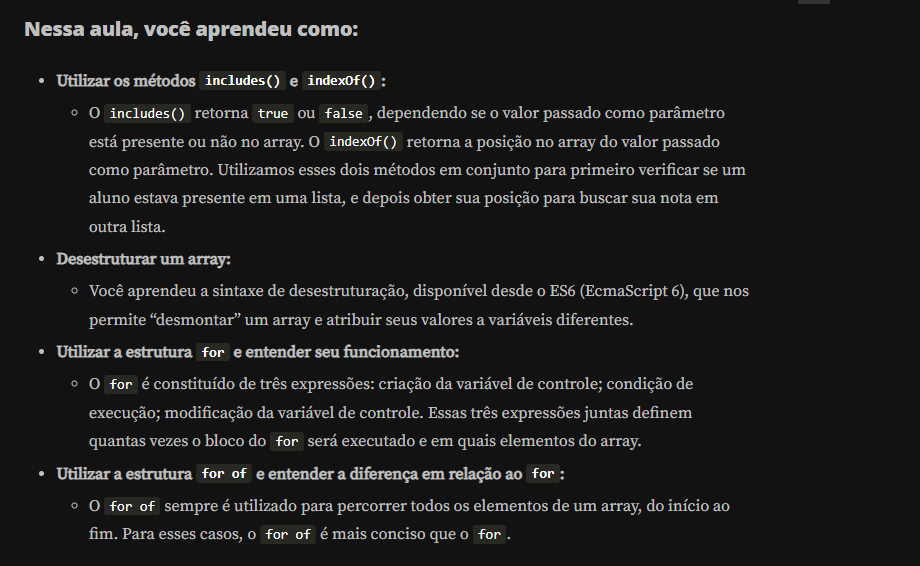 Nessa aula, você aprendeu como:
• Utilizar os métodos includes() e indexOf():
◦ O includes() retorna true ou false, dependendo se o valor passado como parâmetro
está presente ou não no array. O indexOf() retorna a posição no array do valor passado
como parâmetro. Utilizamos esses dois métodos em conjunto para primeiro verificar se um
aluno estava presente em uma lista, e depois obter sua posição para buscar sua nota em
outra lista.
• Desestruturar um array:
◦ Você aprendeu a sintaxe de desestruturação, disponível desde o ES6 (EcmaScript 6), que nos
permite “desmontar” um array e atribuir seus valores a variáveis diferentes.
• Utilizar a estrutura for e entender seu funcionamento:
◦ O for é constituído de três expressões: criação da variável de controle; condição de
execução; modificação da variável de controle. Essas três expressões juntas definem
quantas vezes o bloco do for será executado e em quais elementos do array.
• Utilizar a estrutura for of e entender a diferença em relação ao for:
◦ O for of sempre é utilizado para percorrer todos os elementos de um array, do início ao
fim. Para esses casos, o for of é mais conciso que o for.